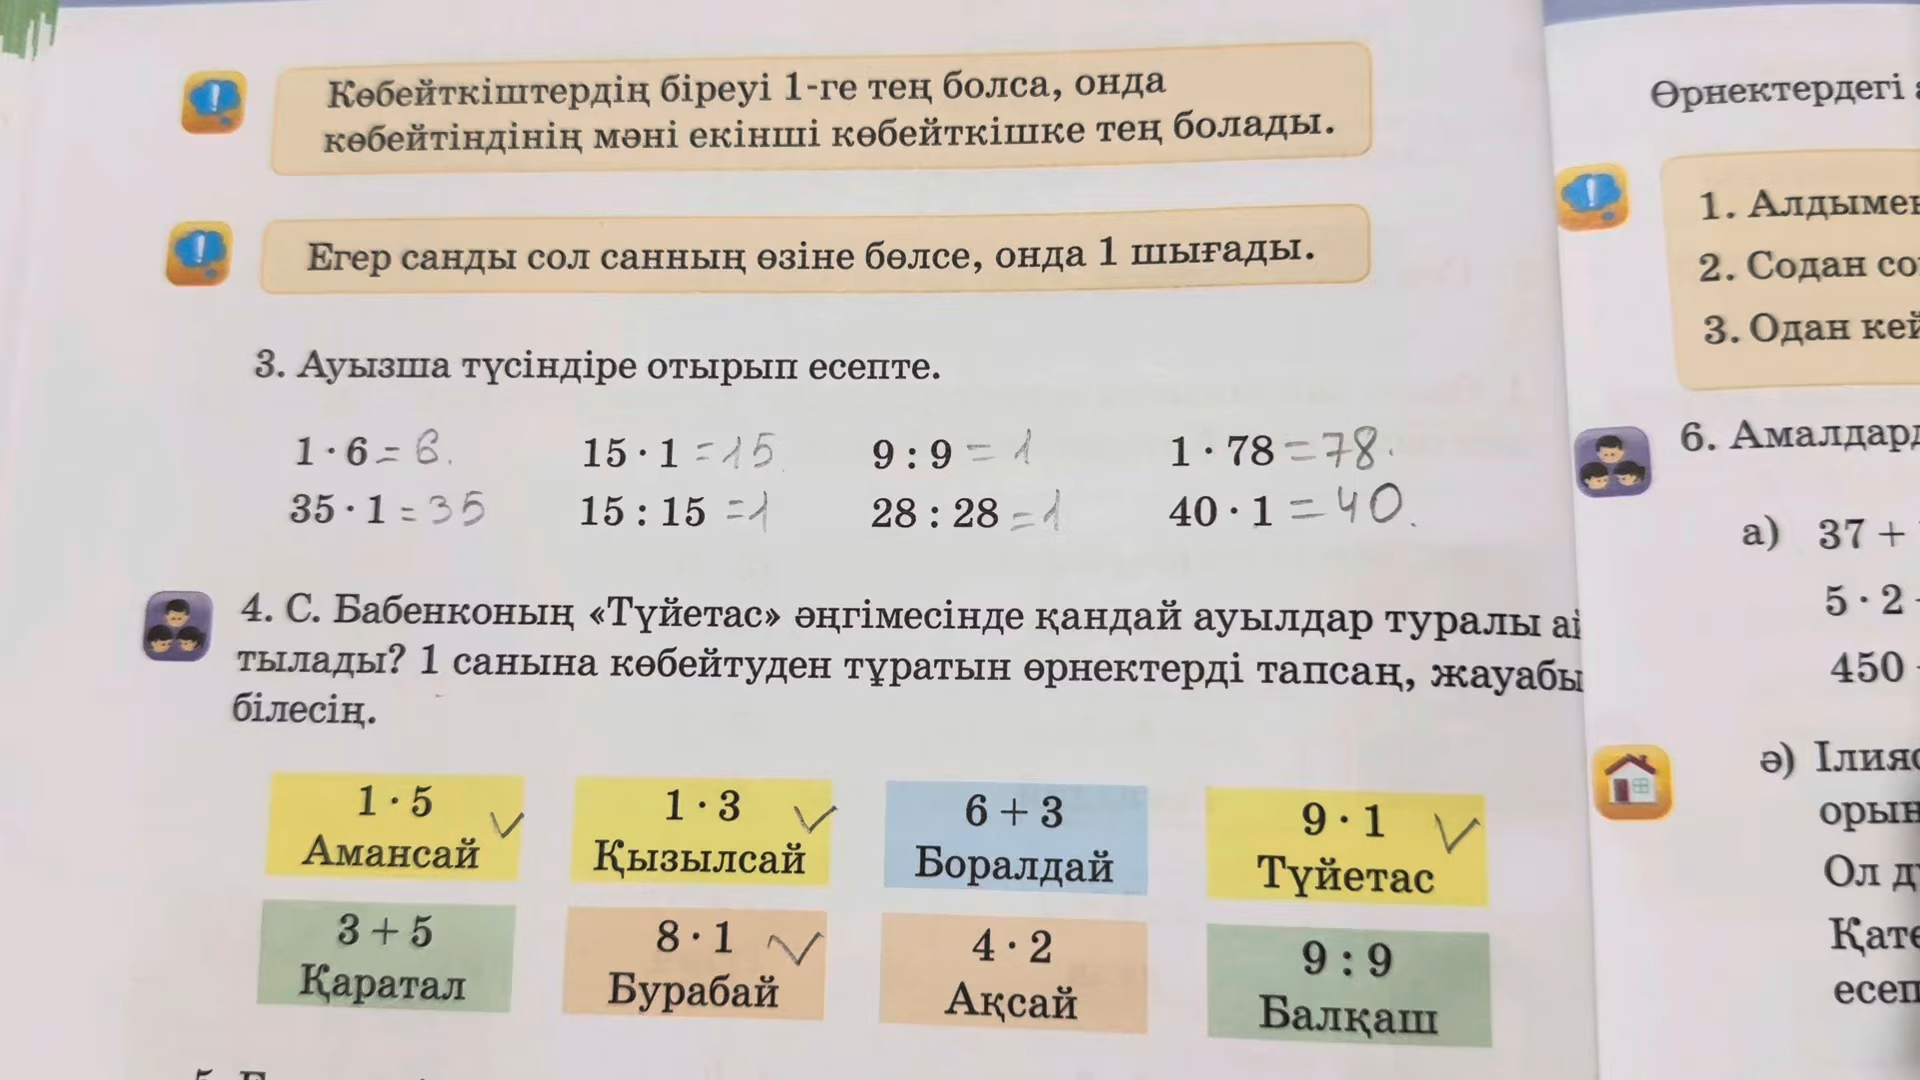 Көбейткіштердің біреуі 1-ге тең болса, онда
көбейтіндінің мәні екінші көбейткішке тең болады.
Егер санды сол санның өзіне бөлсе, онда 1 шығады.
3. Ауызша түсіндіре отырып есепте.
1 · 6 = 6. 15 · 1 = 15 9 : 9 = 1 1 · 78 = 78.
35 · 1 = 35 15 : 15 = 1 28 : 28 = 1 40 · 1 = 40.
4. С. Бабенконың «Түйетас» әңгімесінде қандай ауылдар туралы ай
тылады? 1 санына көбейтуден тұратын өрнектерді тапсаң, жауабы
білесің.
1 · 5 1 · 3 6 + 3 9 · 1
Амансай Қызылсай Боралдай Түйетас
3 + 5 8 · 1 4 · 2 9 : 9
Қаратал Бурабай Ақсай Балқаш
Өрнектердегі
1. Алдымен
2. Содан со
3. Одан кей
6. Амалдард
а) 37 +
5 · 2
450
ә) Ілияс
орын
Ол д
Қате
есеп